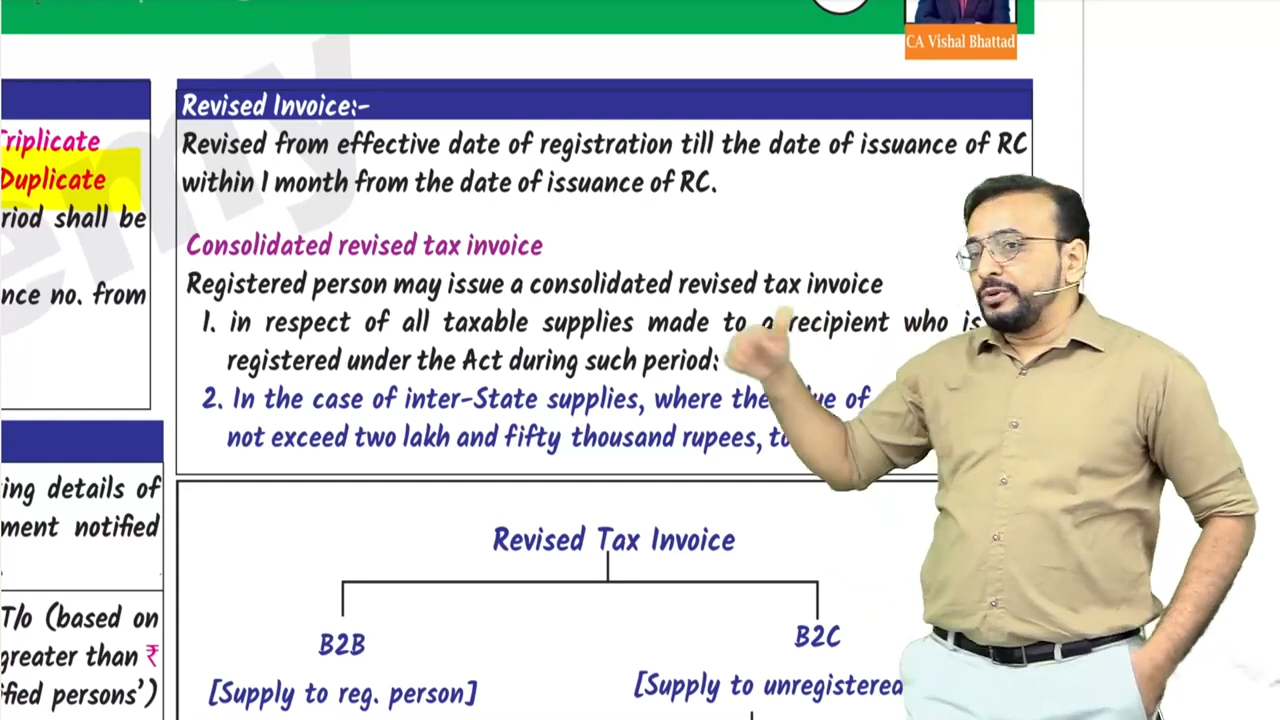 CA Vishal Bhattad
Triplicate
Duplicate
riod shall be
nce no. from
ing details of
ment notified
T/o (based on
greater than ₹
fied persons')
Revised Invoice:-
Revised from effective date of registration till the date of issuance of RC
within 1 month from the date of issuance of RC.
Consolidated revised tax invoice
Registered person may issue a consolidated revised tax invoice
1. in respect of all taxable supplies made to a recipient who is
registered under the Act during such period:
2. In the case of inter-State supplies, where the value of
not exceed two lakh and fifty thousand rupees, to
Revised Tax Invoice
B2B
B2C
[Supply to reg. person]
[Supply to unregistered